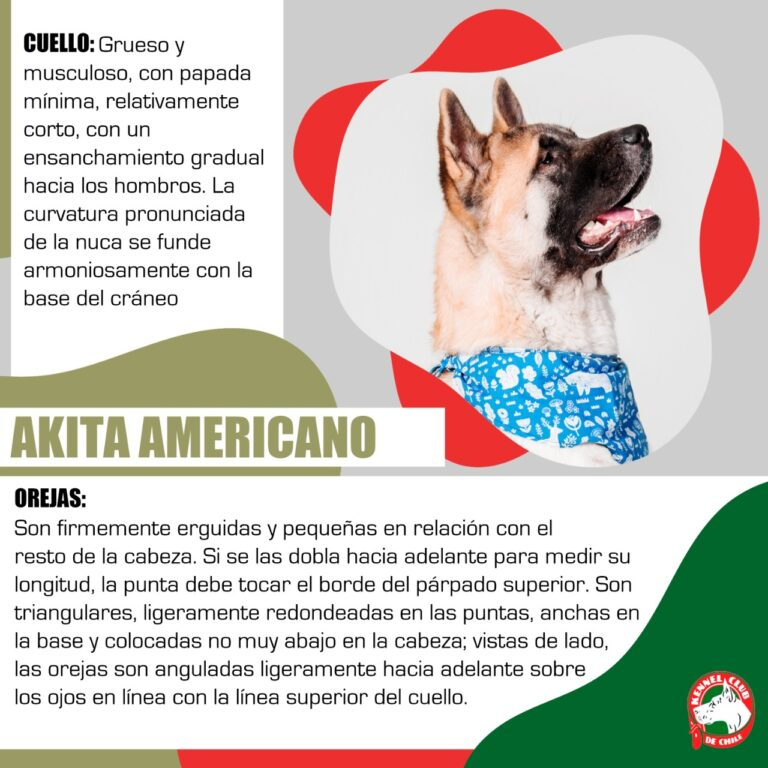 CUELLO: Grueso y
musculoso, con papada
mínima, relativamente
corto, con un
ensanchamiento gradual
hacia los hombros. La
curvatura pronunciada
de la nuca se funde
armoniosamente con la
base del cráneo
AKITA AMERICANO
OREJAS:
Son firmemente erguidas y pequeñas en relación con el
resto de la cabeza. Si se las dobla hacia adelante para medir su
longitud, la punta debe tocar el borde del párpado superior. Son
triangulares, ligeramente redondeadas en las puntas, anchas en
la base y colocadas no muy abajo en la cabeza; vistas de lado,
las orejas son anguladas ligeramente hacia adelante sobre
los ojos en línea con la línea superior del cuello.
KENNEL CLUB
DE CHILE